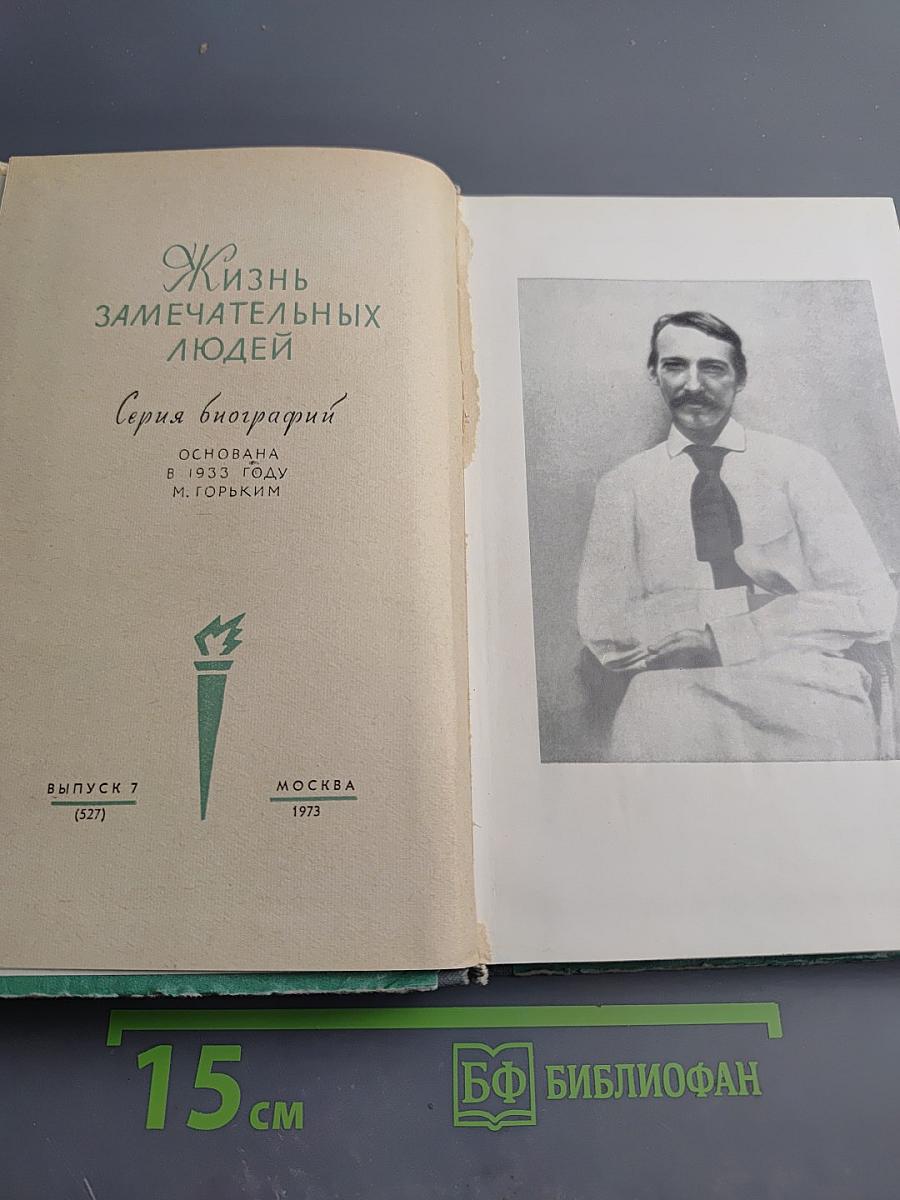 Жизнь
ЗАМЕЧАТЕЛЬНЫХ
ЛЮДЕЙ
Серия биографий
ОСНОВАНА
В 1933 ГОДУ
М. ГОРЬКИМ
ВЫПУСК 7
(527)
МОСКВА
1973
15 СМ
БФ БИБЛИОФАН